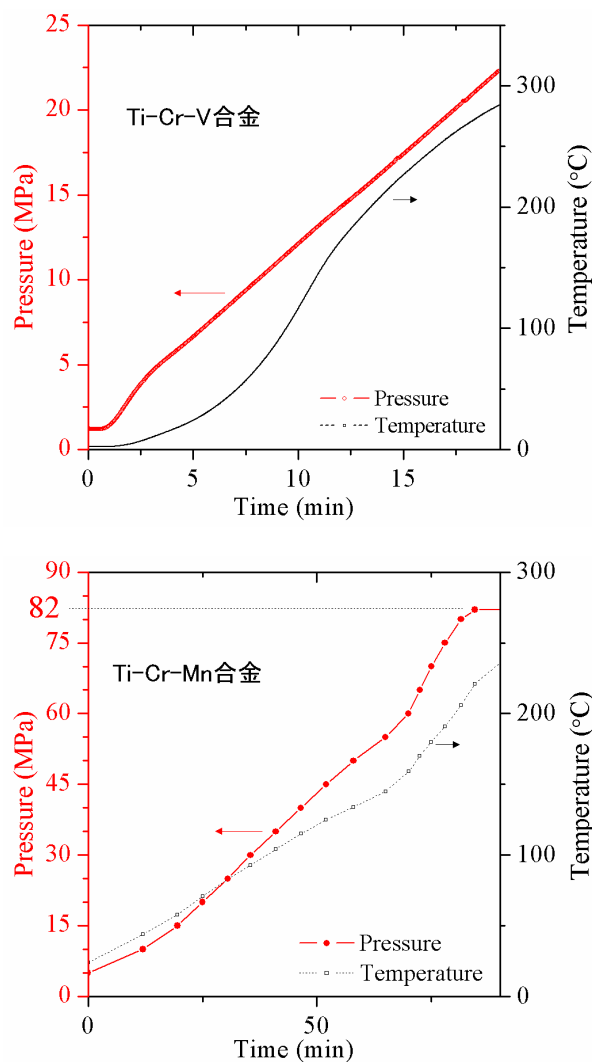 25
20
15
10
5
0
Pressure (MPa)
Ti-Cr-V合金
300
200
100
0
Temperature (°C)
Pressure
Temperature
0
5
10
15
Time (min)
90
82
75
60
45
30
15
0
Pressure (MPa)
Ti-Cr-Mn合金
300
200
100
0
Temperature (°C)
Pressure
Temperature
0
50
Time (min)